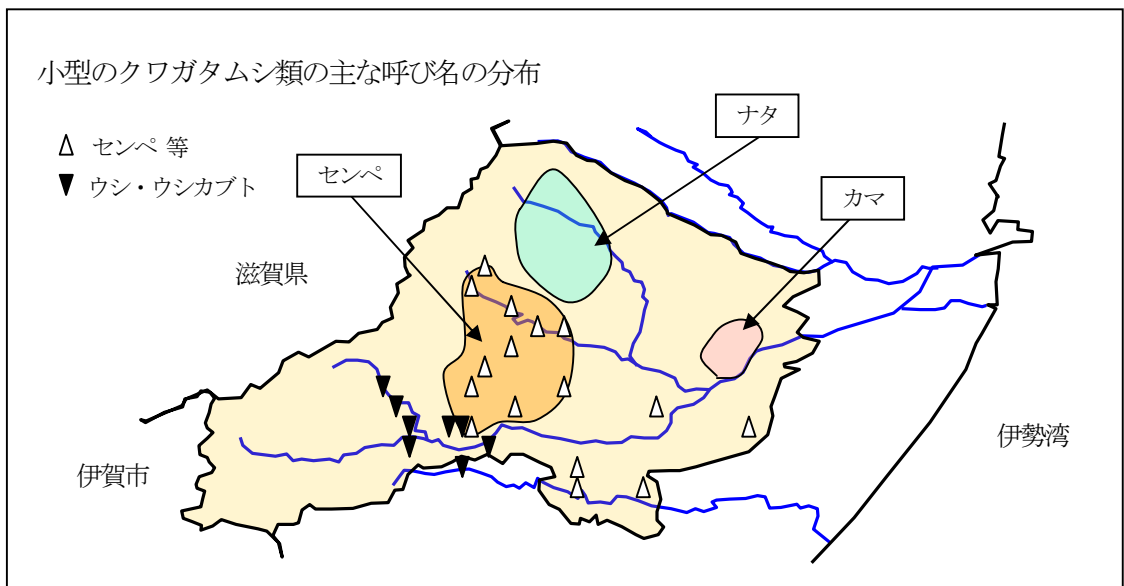 小型のクワガタムシ類の主な呼び名の分布
センペ 等
ウシ・ウシカブト
ナタ
センペ
カマ
滋賀県
伊勢湾
伊賀市